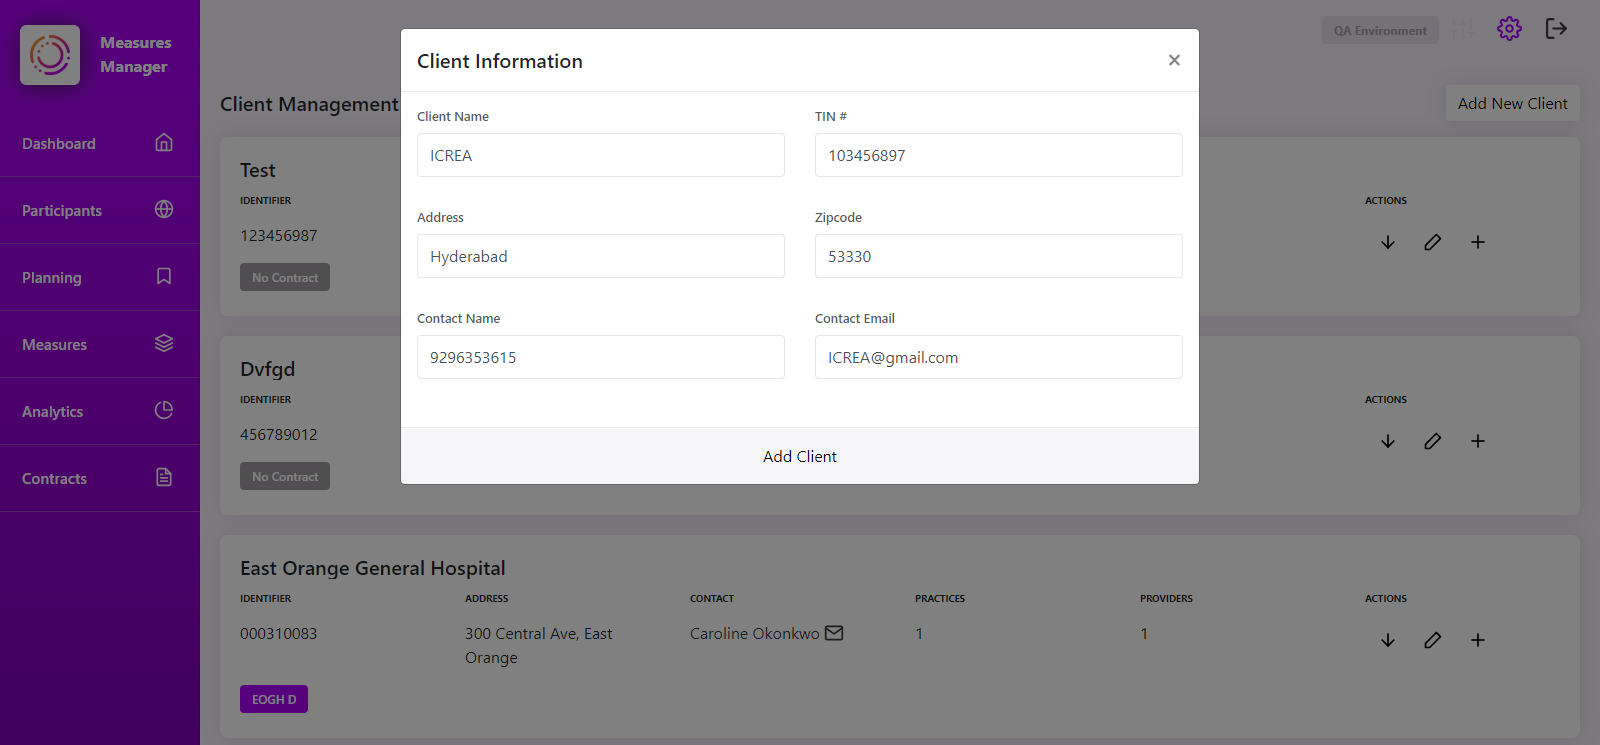 Measures
Manager
QA Environment
Dashboard
Participants
Planning
Measures
Analytics
Contracts
Client Management
Add New Client
Client Information
×
Client Name
TIN #
ICREA
103456897
Address
Zipcode
Hyderabad
53330
Contact Name
Contact Email
9296353615
ICREA@gmail.com
Add Client
Test
IDENTIFIER
ACTIONS
123456987
No Contract
Dvfgd
IDENTIFIER
ACTIONS
456789012
No Contract
East Orange General Hospital
IDENTIFIER ADDRESS CONTACT PRACTICES PROVIDERS ACTIONS
000310083 300 Central Ave, East Caroline Okonkwo 1 1
Orange
EOGH D